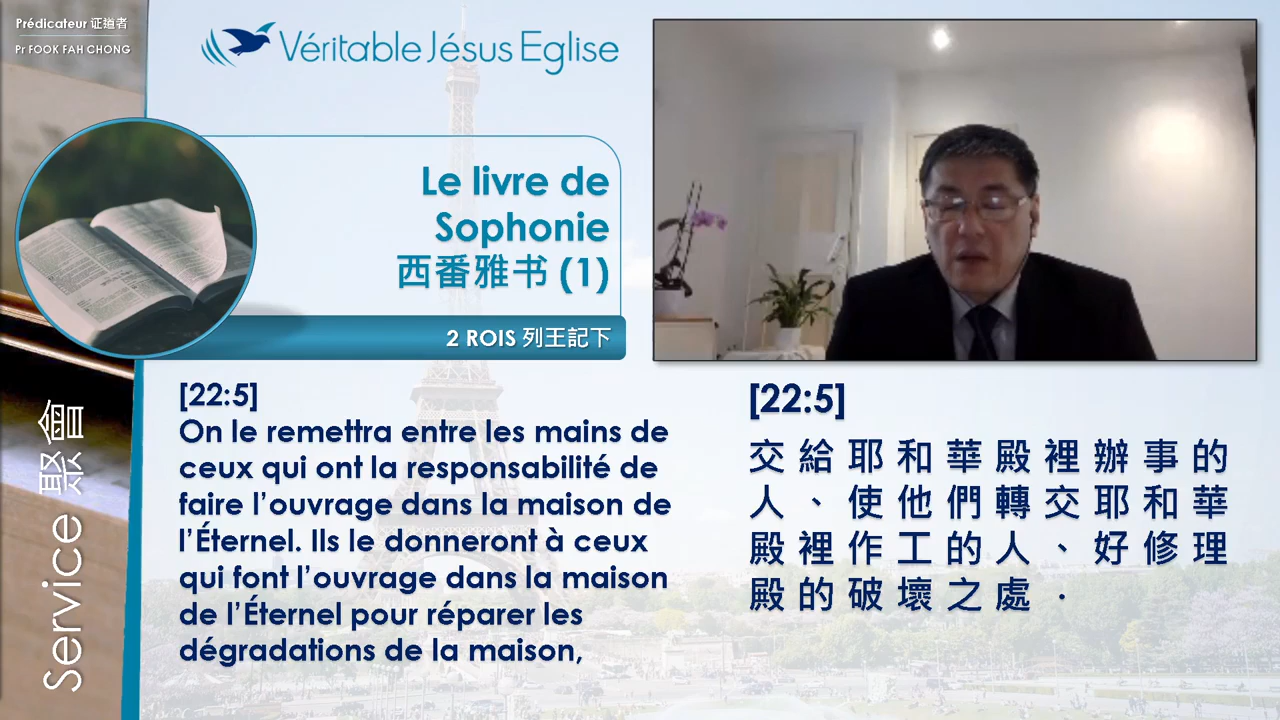 Prédicateur 证道者
Pr FOOK FAH CHONG
Véritable Jésus Eglise
Le livre de
Sophonie
西番雅书 (1)
2 ROIS 列王記下
Service 聚會
[22:5]
On le remettra entre les mains de
ceux qui ont la responsabilité de
faire l’ouvrage dans la maison de
l’Éternel. Ils le donneront à ceux
qui font l’ouvrage dans la maison
de l’Éternel pour réparer les
dégradations de la maison,
[22:5]
交給耶和華殿裡辦事的
人、使他們轉交耶和華
殿裡作工的人、好修理
殿的破壞之處．